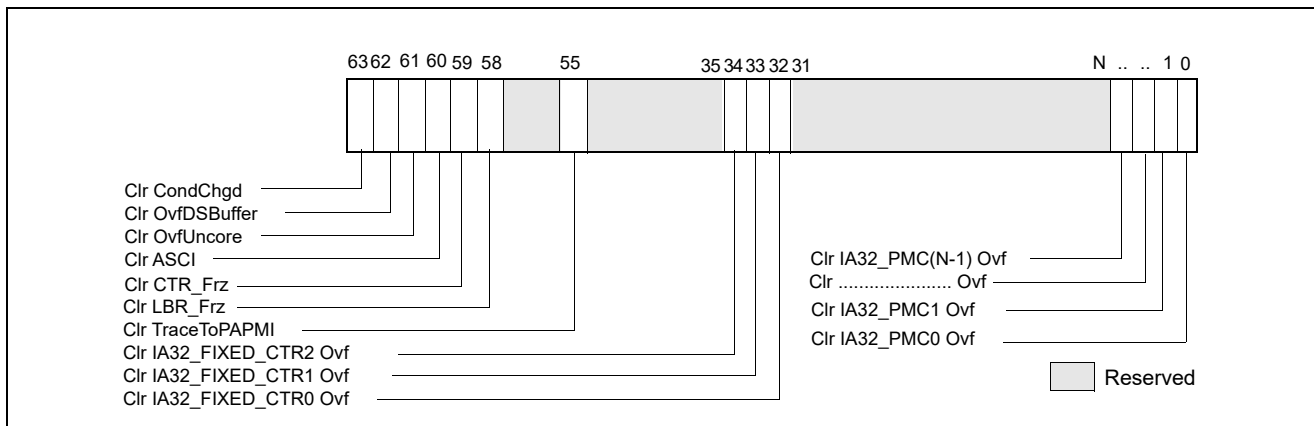 63 62 61 60 59 58 55 35 34 33 32 31 N .. .. 1 0
Clr CondChgd
Clr OvfDSBuffer
Clr OvfUncore
Clr ASCI
Clr CTR_Frz
Clr LBR_Frz
Clr TraceToPAPMI
Clr IA32_FIXED_CTR2 Ovf
Clr IA32_FIXED_CTR1 Ovf
Clr IA32_FIXED_CTR0 Ovf
Clr IA32_PMC(N-1) Ovf
Clr ...................... Ovf
Clr IA32_PMC1 Ovf
Clr IA32_PMC0 Ovf
Reserved